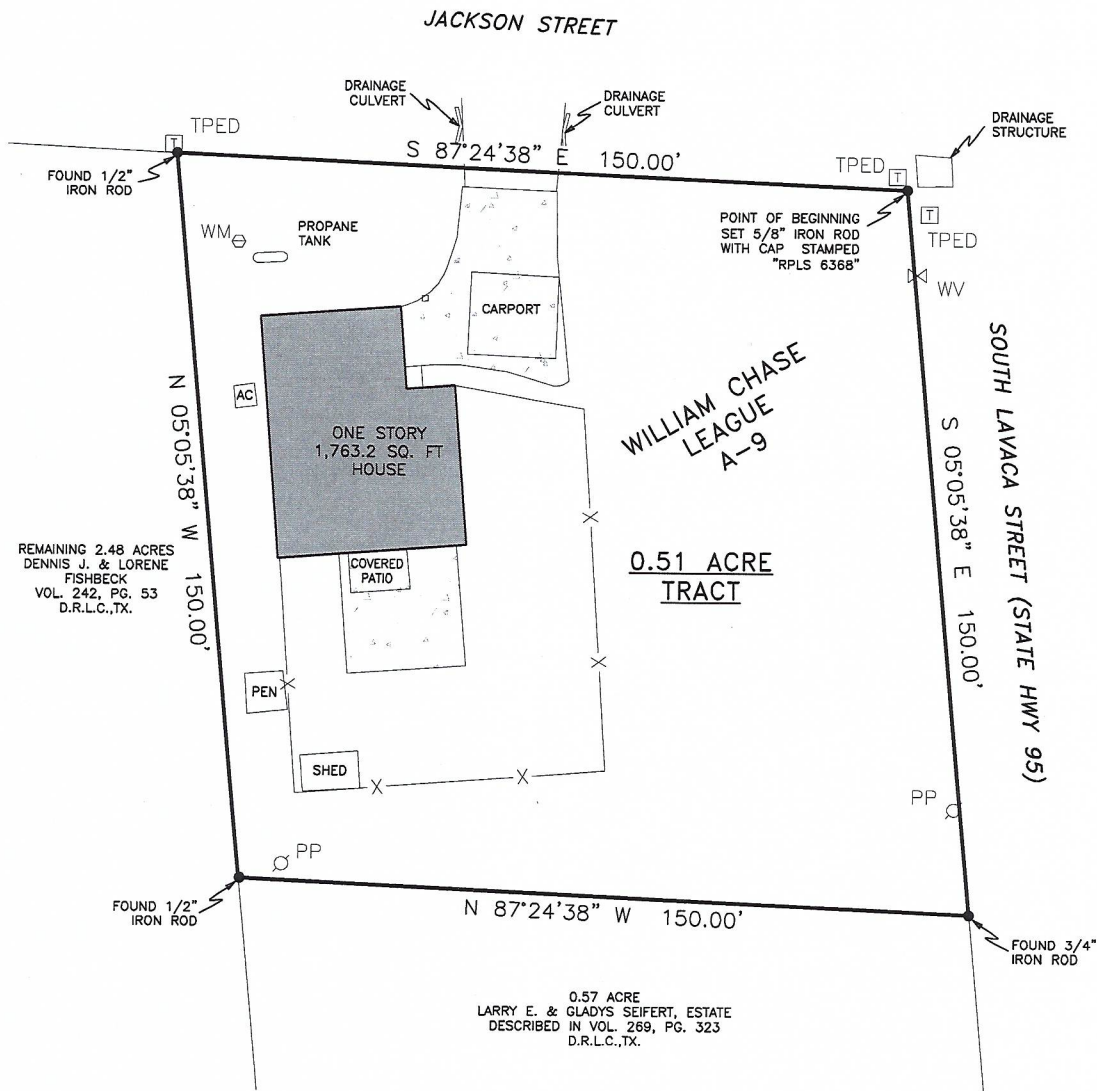 JACKSON STREET
DRAINAGE
CULVERT
DRAINAGE
CULVERT
DRAINAGE
STRUCTURE
T TPED
S 87°24'38" E 150.00'
TPED T
FOUND 1/2"
IRON ROD
POINT OF BEGINNING
SET 5/8" IRON ROD
WITH CAP STAMPED
"RPLS 6368"
T
TPED
WM
PROPANE
TANK
WV
CARPORT
WILLIAM CHASE
LEAGUE
A-9
SOUTH LAVACA STREET (STATE HWY 95)
N 05°05'38" W 150.00'
AC
ONE STORY
1,763.2 SQ. FT
HOUSE
S 05°05'38" E 150.00'
X
REMAINING 2.48 ACRES
DENNIS J. & LORENE
FISHBECK
VOL. 242, PG. 53
D.R.L.C.,TX.
COVERED
PATIO
0.51 ACRE
TRACT
X
PEN
X
SHED
X
X
PP
PP
FOUND 1/2"
IRON ROD
N 87°24'38" W 150.00'
FOUND 3/4"
IRON ROD
0.57 ACRE
LARRY E. & GLADYS SEIFERT, ESTATE
DESCRIBED IN VOL. 269, PG. 323
D.R.L.C.,TX.